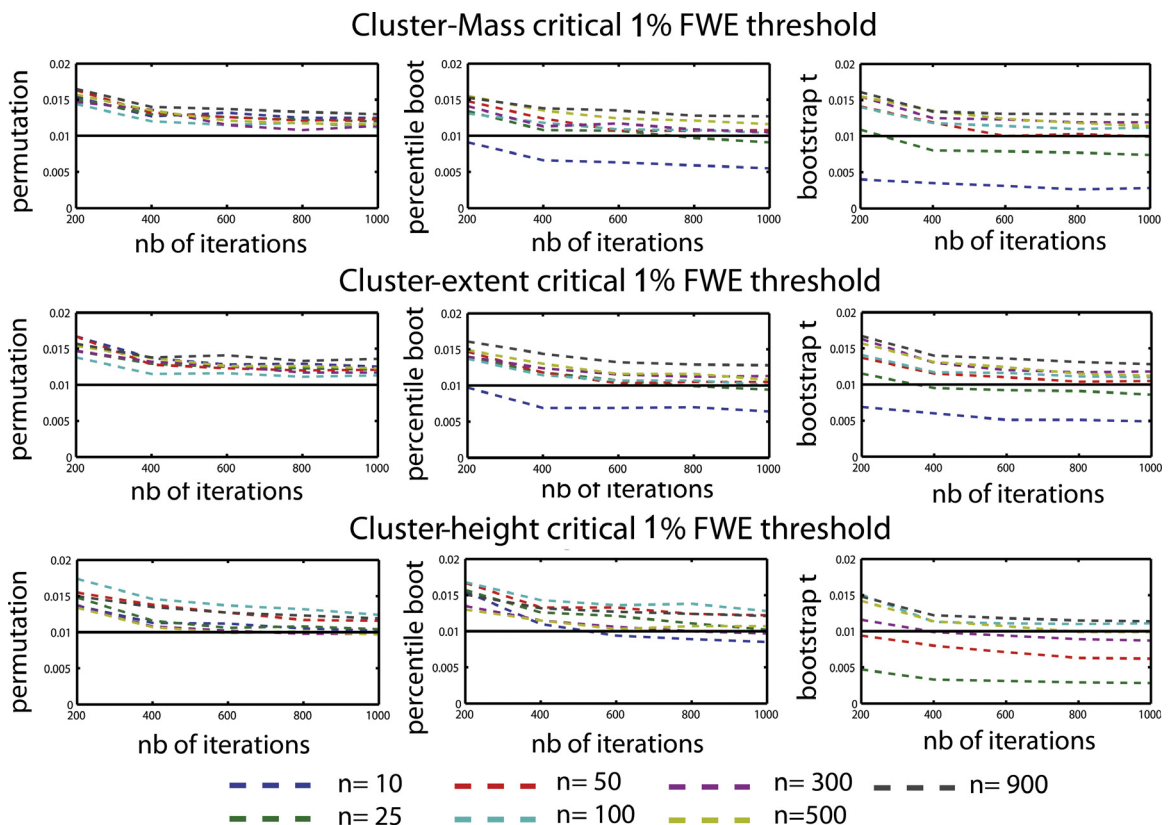 Cluster-Mass critical 1% FWE threshold
permutation
0.02
0.015
0.01
0.005
0
200 400 600 800 1000
nb of iterations
percentile boot
0.02
0.015
0.01
0.005
0
200 400 600 800 1000
nb of iterations
bootstrap t
0.02
0.015
0.01
0.005
0
200 400 600 800 1000
nb of iterations
Cluster-extent critical 1% FWE threshold
permutation
0.02
0.015
0.01
0.005
0
200 400 600 800 1000
nb of iterations
percentile boot
0.02
0.015
0.01
0.005
0
200 400 600 800 1000
nb of iterations
bootstrap t
0.02
0.015
0.01
0.005
0
200 400 600 800 1000
nb of iterations
Cluster-height critical 1% FWE threshold
permutation
0.02
0.015
0.01
0.005
0
200 400 600 800 1000
nb of iterations
percentile boot
0.02
0.015
0.01
0.005
0
200 400 600 800 1000
nb of iterations
bootstrap t
0.02
0.015
0.01
0.005
0
200 400 600 800 1000
nb of iterations
n= 10 n= 50 n= 300 n= 900
n= 25 n= 100 n=500